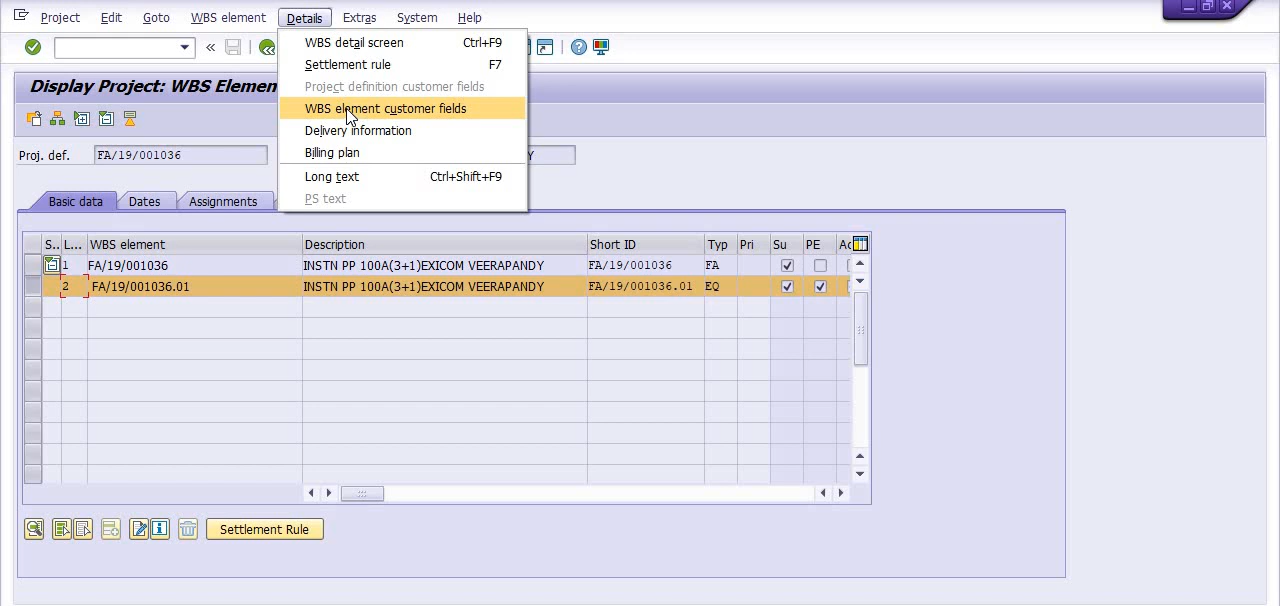 Project Edit Goto WBS element Details Extras System Help
WBS detail screen Ctrl+F9
Settlement rule F7
Project definition customer fields
WBS element customer fields
Delivery information
Billing plan
Long text Ctrl+Shift+F9
PS text
Display Project: WBS Elemen
Proj. def. FA/19/001036 Y
Basic data Dates Assignments
S.. L... WBS element Description Short ID Typ Pri Su PE Ac
1 FA/19/001036 INSTN PP 100A(3+1)EXICOM VEERAPANDY FA/19/001036 FA
2 FA/19/001036.01 INSTN PP 100A(3+1)EXICOM VEERAPANDY FA/19/001036.01 EQ
Settlement Rule